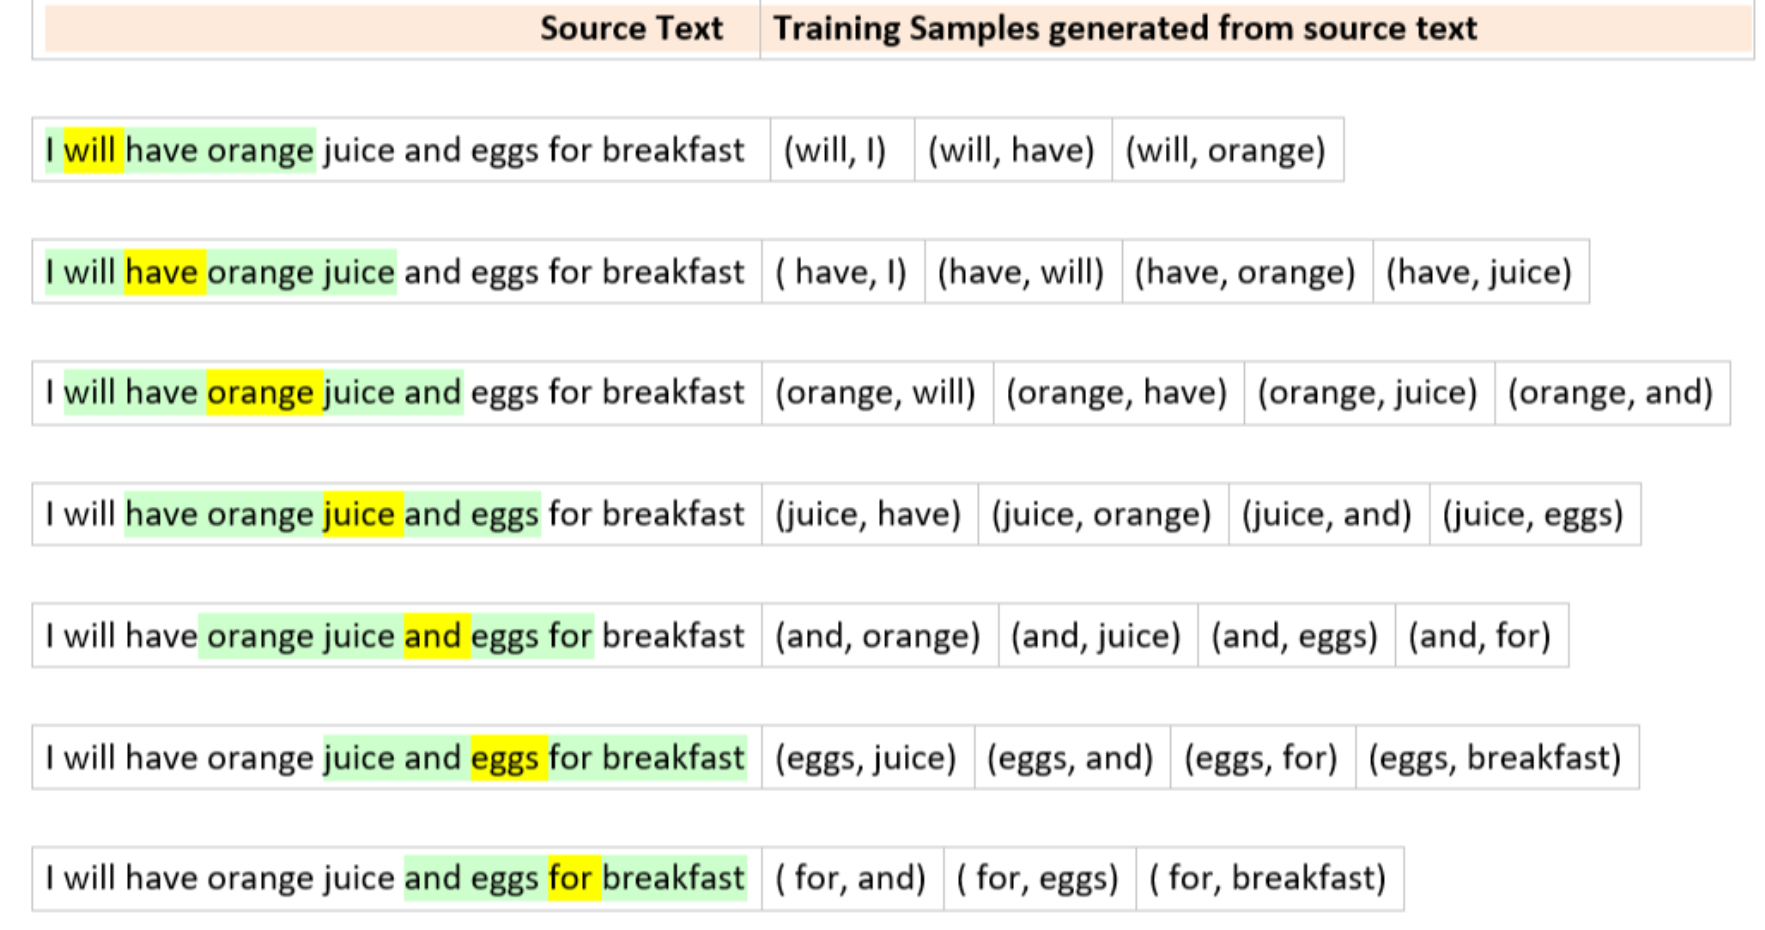 Source Text Training Samples generated from source text
I will have orange juice and eggs for breakfast (will, I) (will, have) (will, orange)
I will have orange juice and eggs for breakfast ( have, I) (have, will) (have, orange) (have, juice)
I will have orange juice and eggs for breakfast (orange, will) (orange, have) (orange, juice) (orange, and)
I will have orange juice and eggs for breakfast (juice, have) (juice, orange) (juice, and) (juice, eggs)
I will have orange juice and eggs for breakfast (and, orange) (and, juice) (and, eggs) (and, for)
I will have orange juice and eggs for breakfast (eggs, juice) (eggs, and) (eggs, for) (eggs, breakfast)
I will have orange juice and eggs for breakfast ( for, and) ( for, eggs) ( for, breakfast)